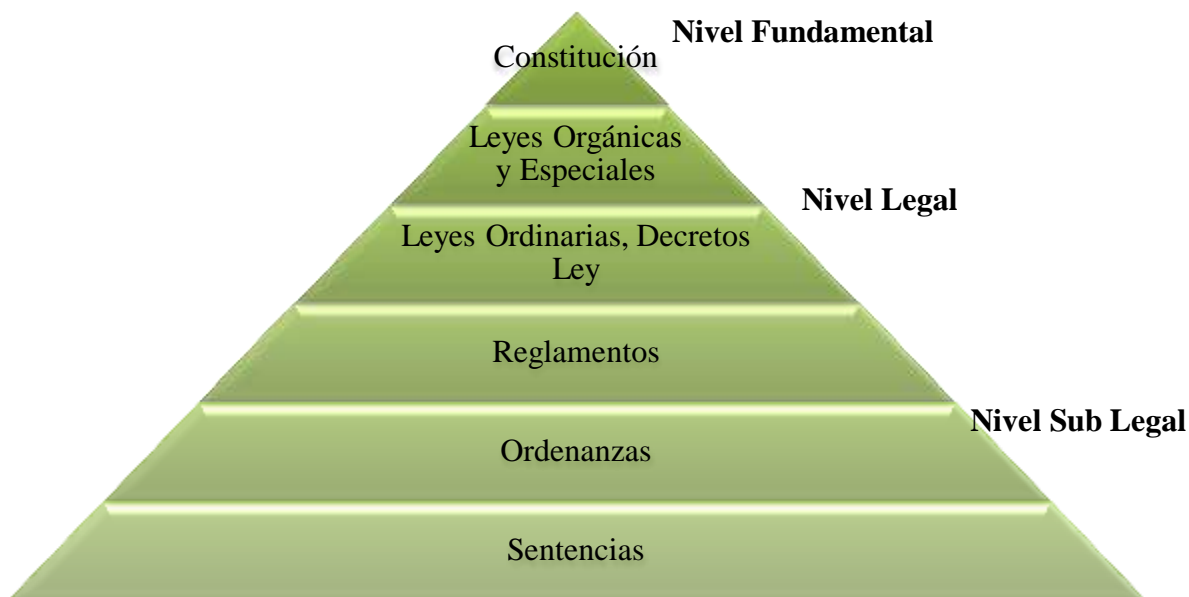 Nivel Fundamental
Constitución
Leyes Orgánicas
y Especiales
Nivel Legal
Leyes Ordinarias, Decretos
Ley
Reglamentos
Nivel Sub Legal
Ordenanzas
Sentencias